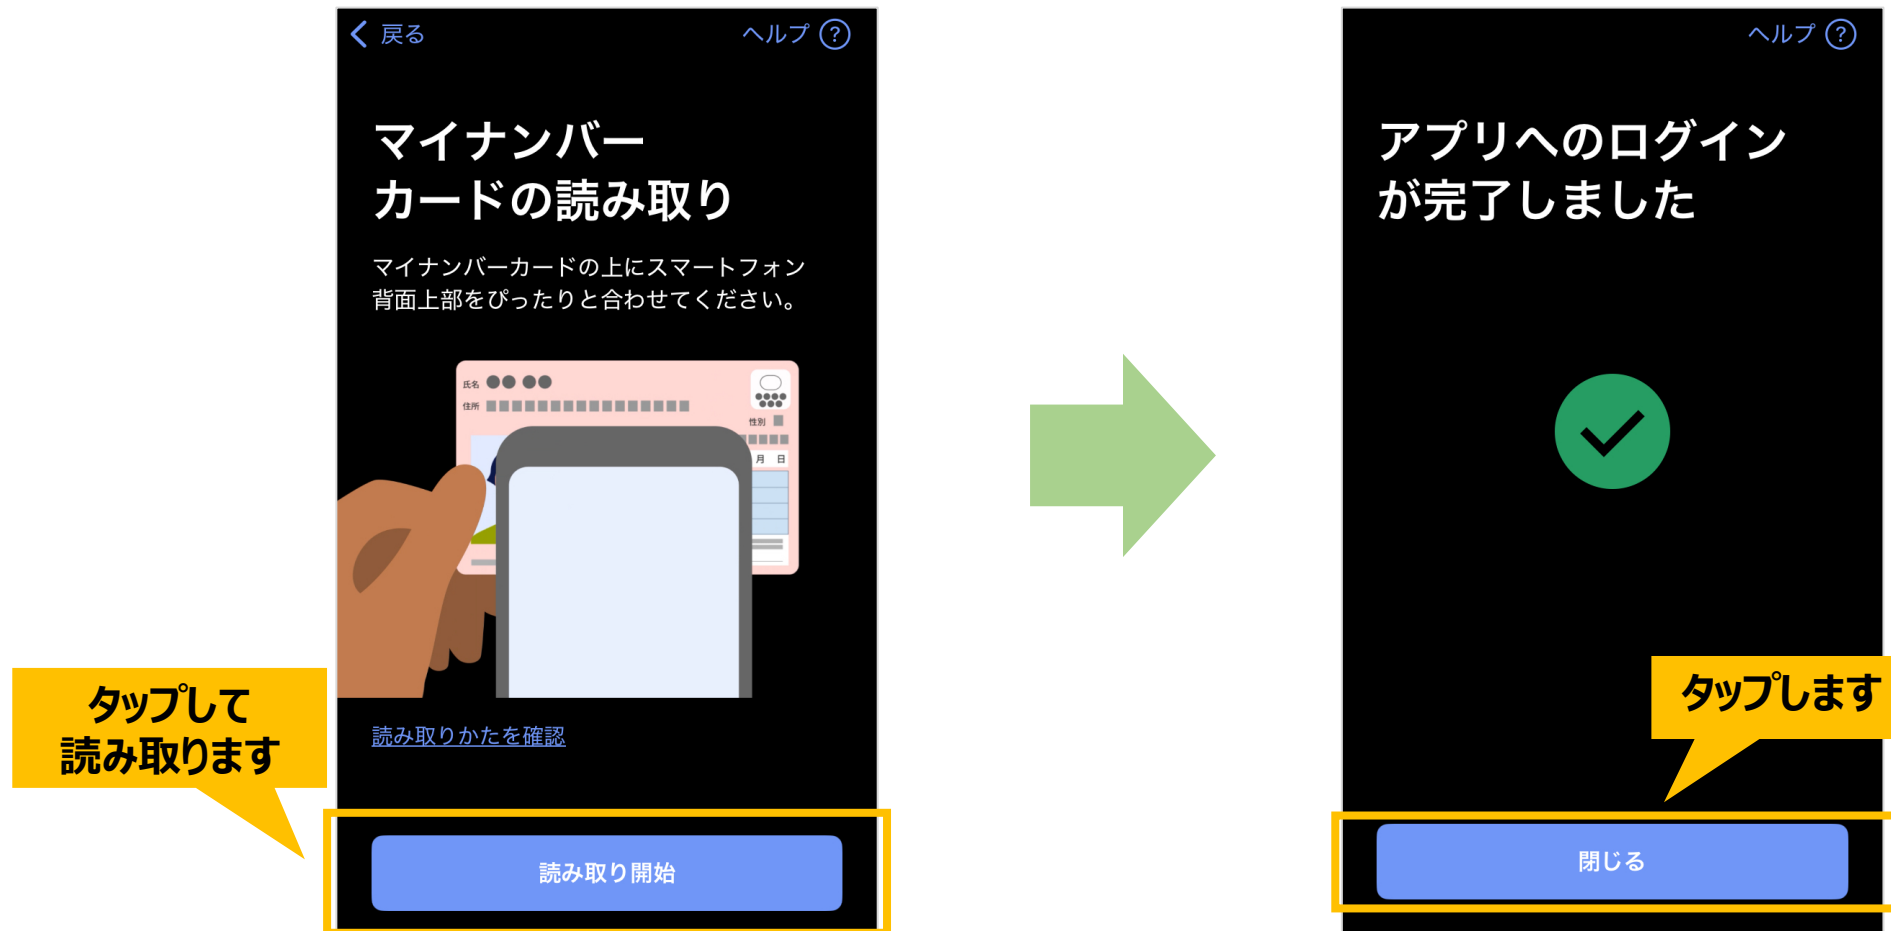 戻る
ヘルプ ?
マイナンバー
カードの読み取り
マイナンバーカードの上にスマートフォン
背面上部をぴったりと合わせてください。
氏名
住所
性別
月 日
タップして
読み取ります
読み取りかたを確認
読み取り開始
ヘルプ ?
アプリへのログイン
が完了しました
タップします
閉じる